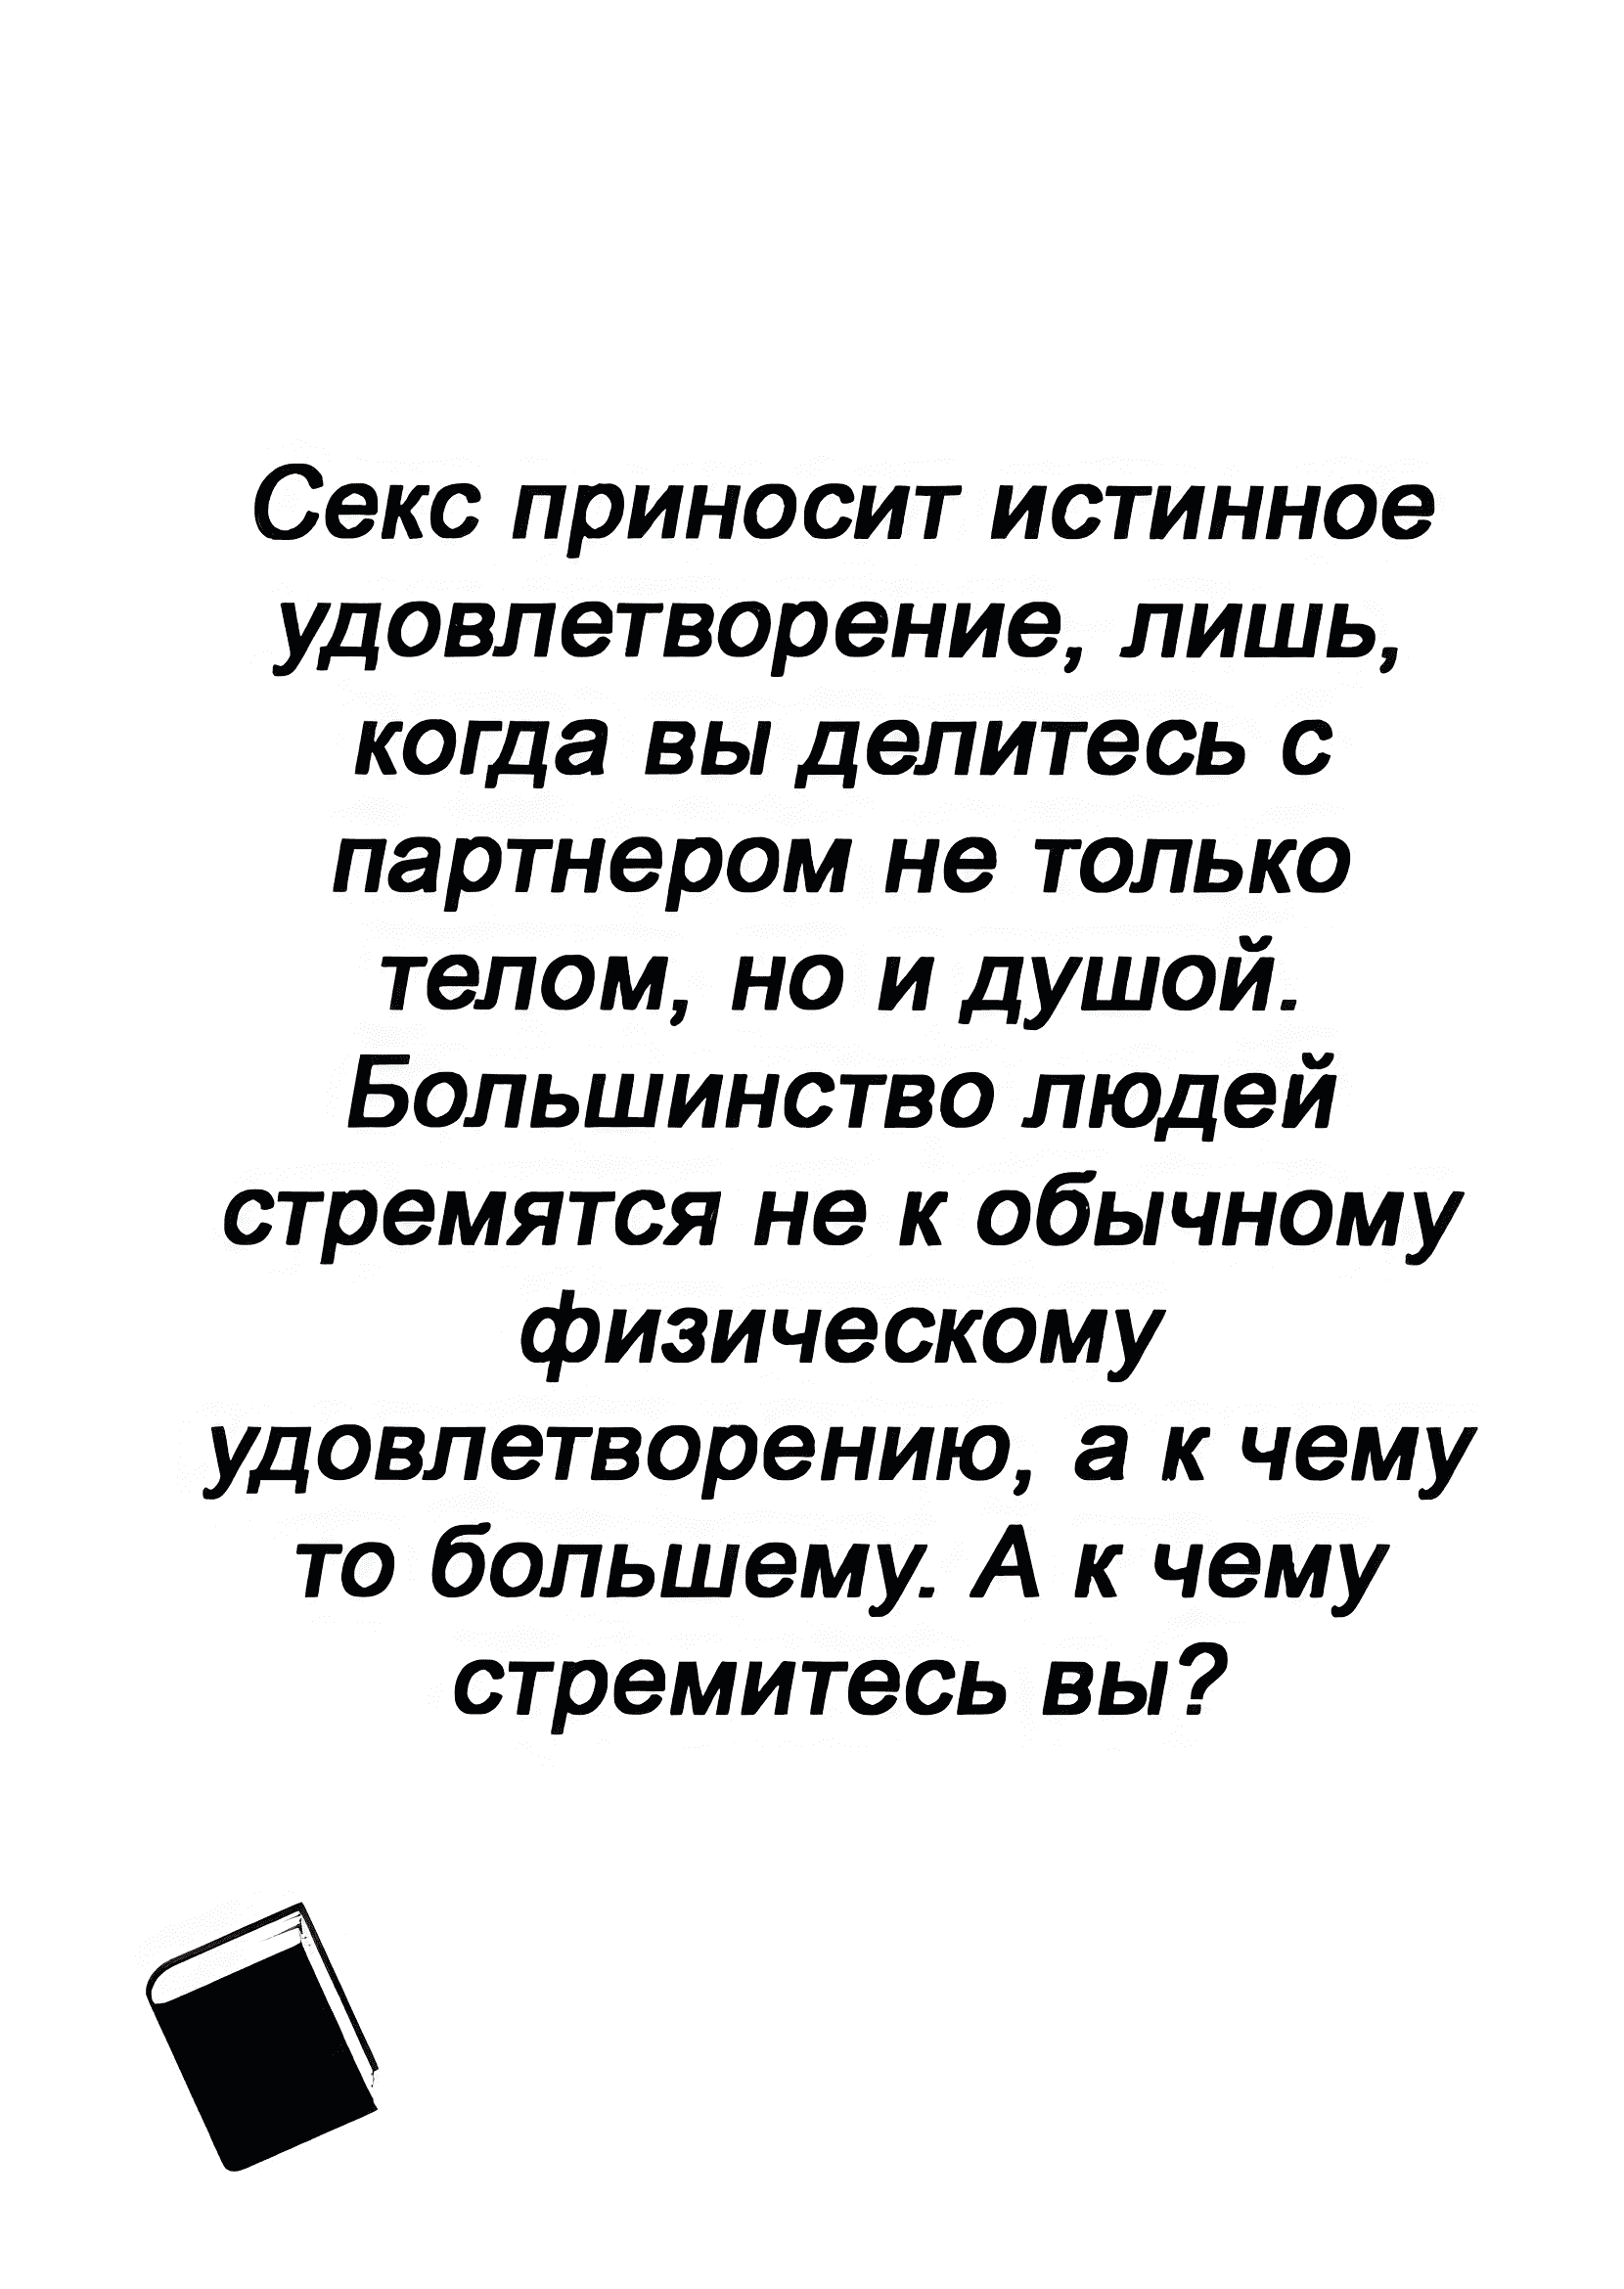 Секс приносит истинное
удовлетворение, лишь,
когда вы делитесь с
партнером не только
телом, но и душой.
Большинство людей
стремятся не к обычному
физическому
удовлетворению, а к чему
то большему. А к чему
стремитесь вы?